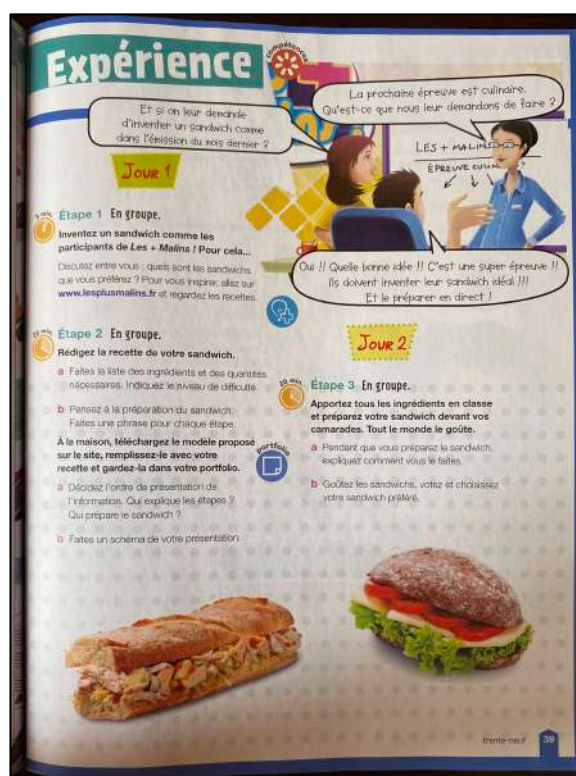 Expérience
compétences
La prochaine épreuve est culinaire.
Qu'est-ce que nous leur demandons de faire ?
Et si on leur demande
d'inventer un sandwich comme
dans l'émission du mois dernier ?
LES + MALINS
ÉPREUVE CULINAIRE
Oui !! Quelle bonne idée !! C'est une super épreuve !!
Ils doivent inventer leur sandwich idéal !!!
Et le préparer en direct !
JOUR 1
5 min.
Étape 1 En groupe.
Inventez un sandwich comme les
participants de Les + Malins ! Pour cela...
Discutez entre vous : quels sont les sandwichs
que vous préférez ? Pour vous inspirer, allez sur
www.lesplusmalins.fr et regardez les recettes.
Étape 2 En groupe.
Rédigez la recette de votre sandwich.
a Faites la liste des ingrédients et des quantités
nécessaires. Indiquez le niveau de difficulté.
b Pensez à la préparation du sandwich.
Faites une phrase pour chaque étape.
À la maison, téléchargez le modèle proposé
sur le site, remplissez-le avec votre
recette et gardez-la dans votre portfolio.
portfolio
a Décidez l'ordre de présentation de
l'information. Qui explique les étapes ?
Qui prépare le sandwich ?
b Faites un schéma de votre présentation
JOUR 2
20 min.
Étape 3 En groupe.
Apportez tous les ingrédients en classe
et préparez votre sandwich devant vos
camarades. Tout le monde le goûte.
a Pendant que vous préparez le sandwich,
expliquez comment vous le faites.
b Goûtez les sandwichs, votez et choisissez
votre sandwich préféré.
trente-neuf 39